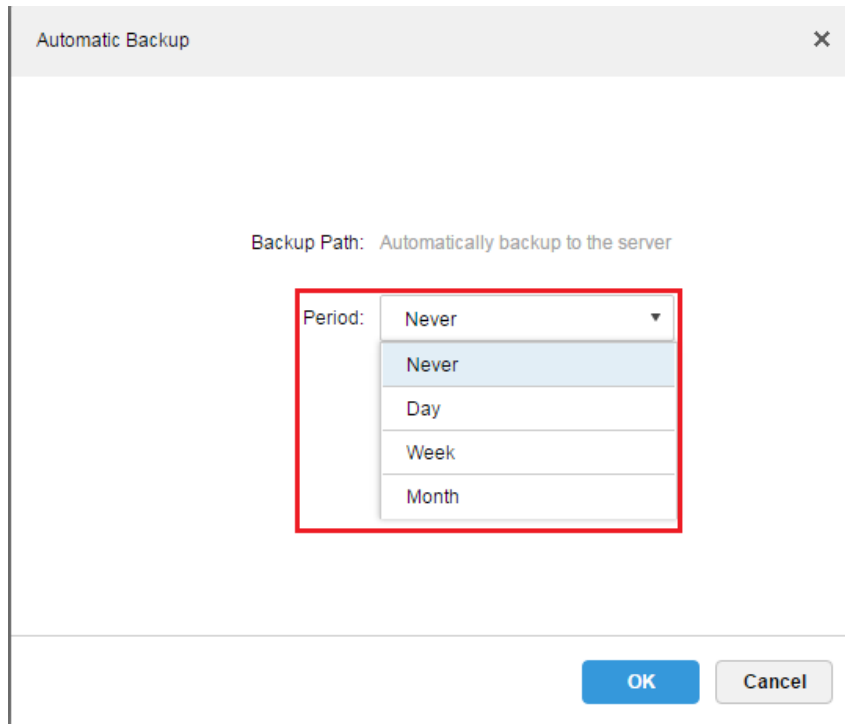 Automatic Backup
Backup Path: Automatically backup to the server
Period: Never
Never
Day
Week
Month
OK Cancel